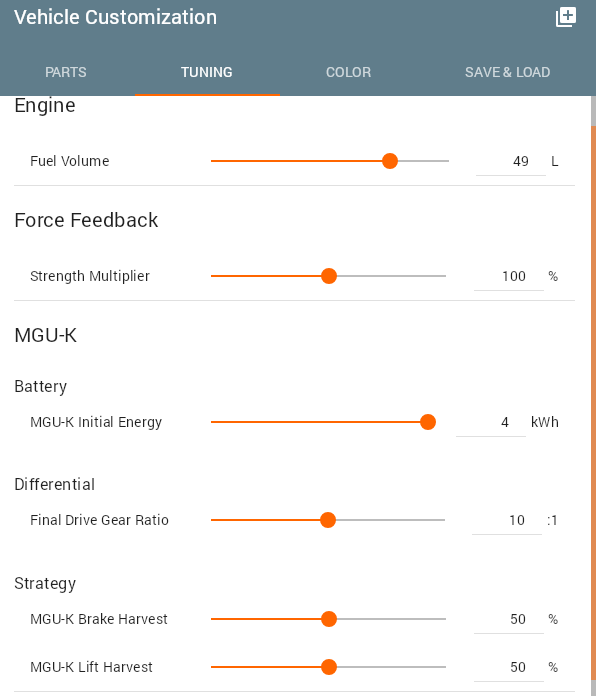 Vehicle Customization
PARTS TUNING COLOR SAVE & LOAD
Engine
Fuel Volume 49 L
Force Feedback
Strength Multiplier 100 %
MGU-K
Battery
MGU-K Initial Energy 4 kWh
Differential
Final Drive Gear Ratio 10 :1
Strategy
MGU-K Brake Harvest 50 %
MGU-K Lift Harvest 50 %